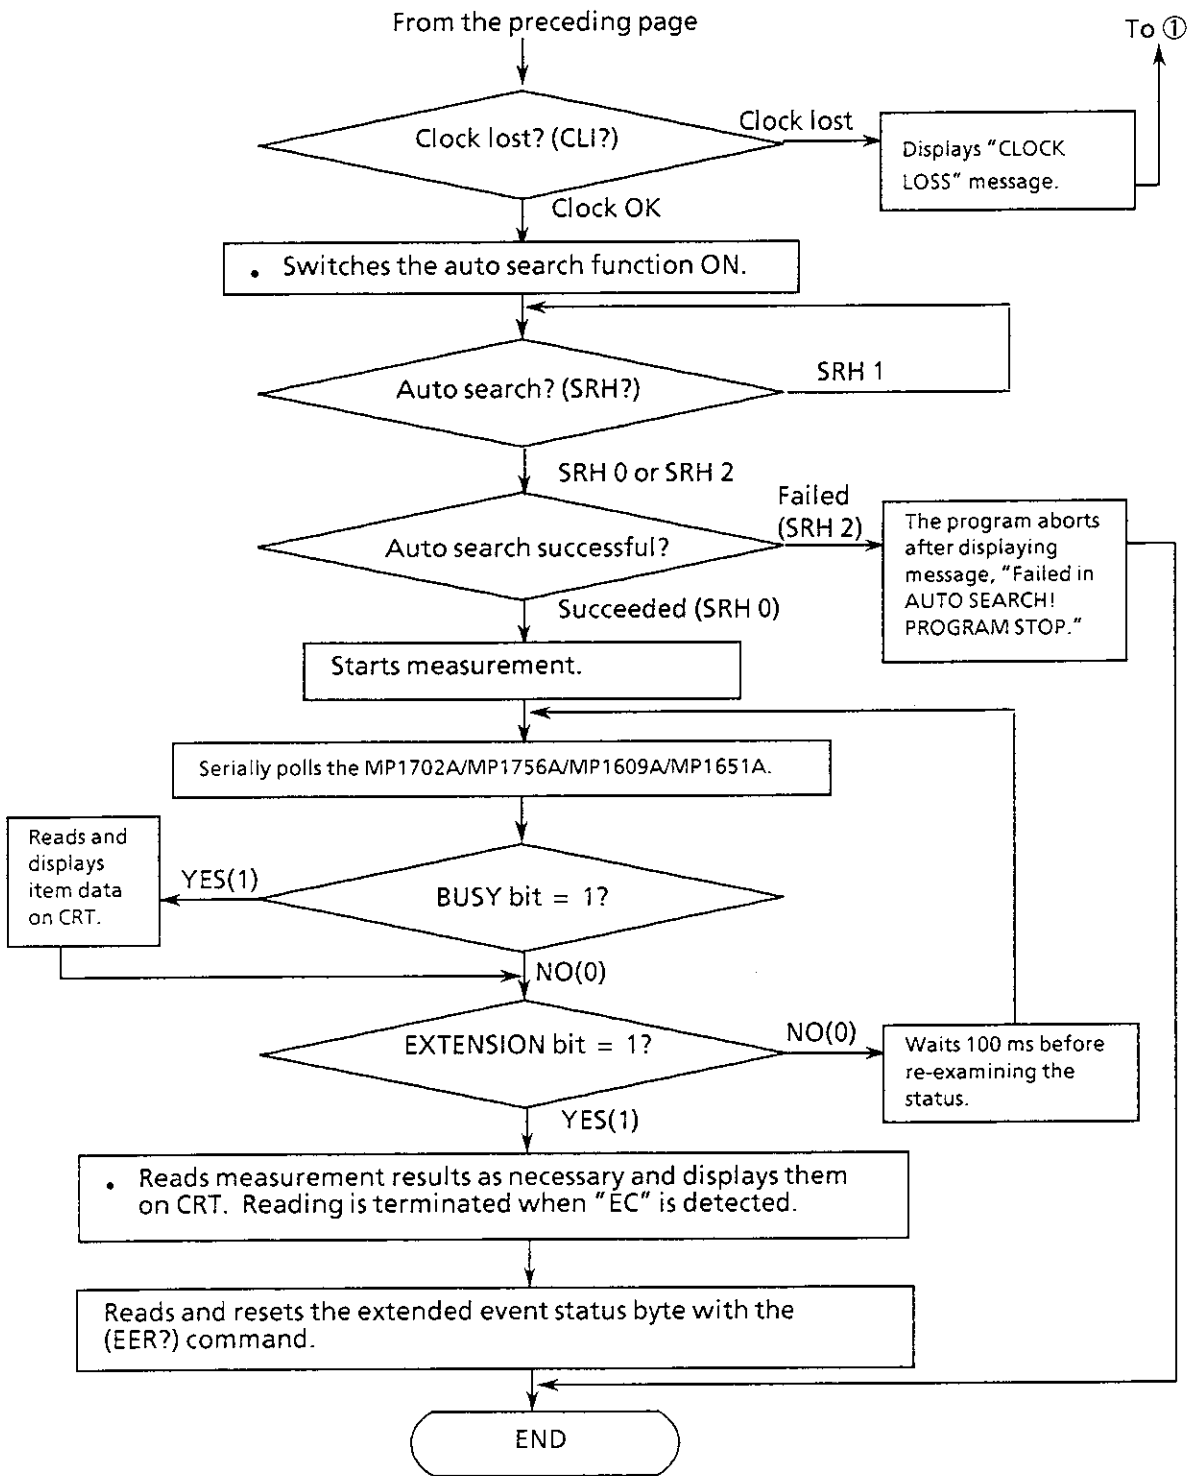 From the preceding page
To ①
Clock lost? (CLI?)
Clock lost
Displays "CLOCK
LOSS" message.
Clock OK
• Switches the auto search function ON.
Auto search? (SRH?)
SRH 1
SRH 0 or SRH 2
Auto search successful?
Failed
(SRH 2)
The program aborts
after displaying
message, "Failed in
AUTO SEARCH!
PROGRAM STOP."
Succeeded (SRH 0)
Starts measurement.
Serially polls the MP1702A/MP1756A/MP1609A/MP1651A.
Reads and
displays
item data
on CRT.
YES(1)
BUSY bit = 1?
NO(0)
EXTENSION bit = 1?
NO(0)
Waits 100 ms before
re-examining the
status.
YES(1)
• Reads measurement results as necessary and displays them
on CRT. Reading is terminated when "EC" is detected.
Reads and resets the extended event status byte with the
(EER?) command.
END